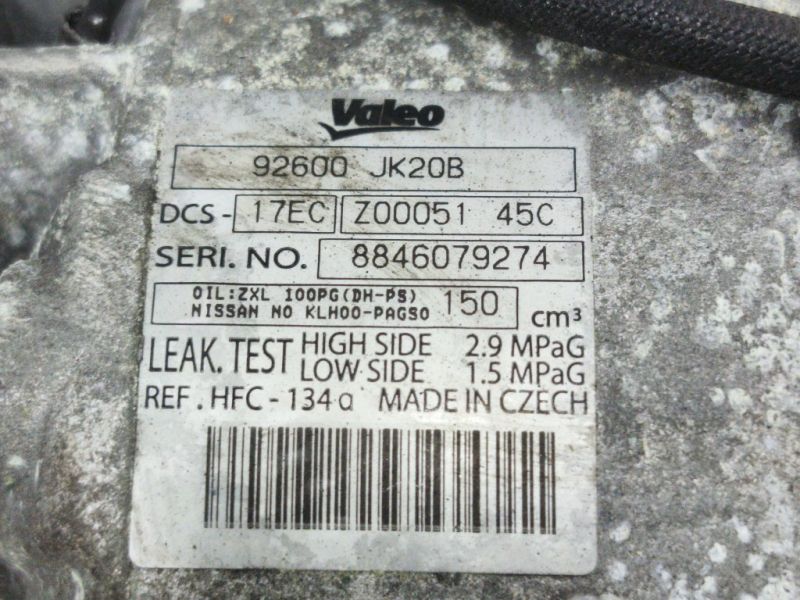 Valeo
92600 JK20B
DCS - 17EC Z00051 45C
SERI. NO. 8846079274
OIL:ZXL 100PG(DH-PS) 150 cm³
NISSAN NO KLH00-PAGS0
LEAK. TEST HIGH SIDE 2.9 MPaG
LOW SIDE 1.5 MPaG
REF. HFC-134a MADE IN CZECH